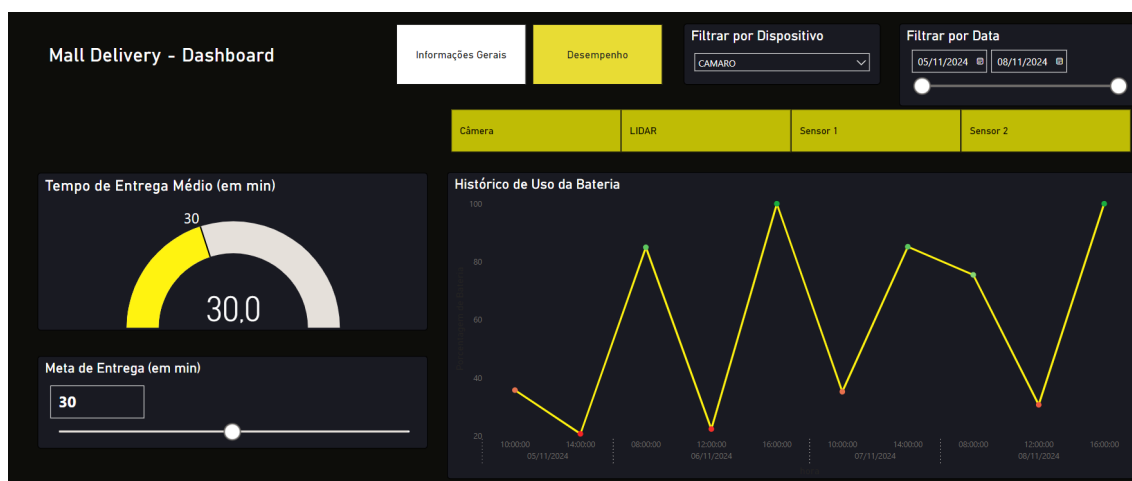 Mall Delivery - Dashboard
Informações Gerais
Desempenho
Filtrar por Dispositivo
CAMARO
Filtrar por Data
05/11/2024
08/11/2024
Câmera
LIDAR
Sensor 1
Sensor 2
Tempo de Entrega Médio (em min)
30
30,0
Meta de Entrega (em min)
30
Histórico de Uso da Bateria
100
80
60
40
20
10:00:00 14:00:00 08:00:00 12:00:00 16:00:00 10:00:00 14:00:00 08:00:00 12:00:00 16:00:00
05/11/2024 06/11/2024 07/11/2024 08/11/2024